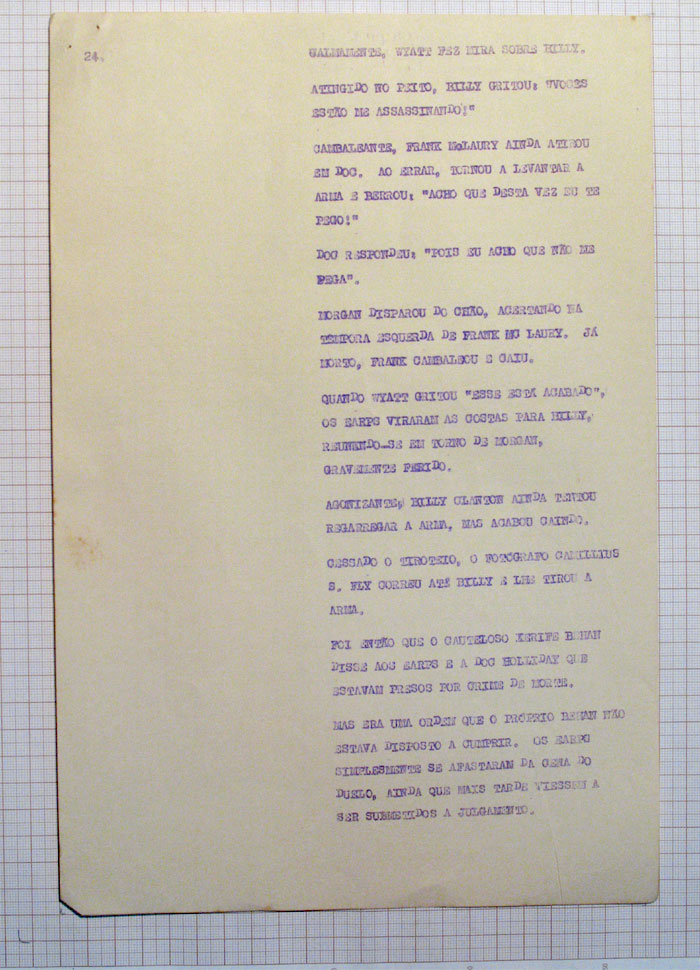 24.
CALMAMENTE, WYATT FEZ MIRA SOBRE BILLY.
ATINGIDO NO PEITO, BILLY GRITOU: "VOCES
ESTÃO ME ASSASSINANDO!"
CAMBALEANTE, FRANK McLAURY AINDA ATIROU
EM DOC. AO ERRAR, TORNOU A LEVANTAR A
ARMA E BERROU: "ACHO QUE DESTA VEZ EU TE
PEGO!"
DOC RESPONDEU: "POIS EU ACHO QUE NÃO ME
PEGA".
MORGAN DISPAROU DO CHÃO, ACERTANDO NA
TÊMPORA ESQUERDA DE FRANK MC LAURY. JÁ
MORTO, FRANK CAMBALEOU E CAIU.
QUANDO WYATT GRITOU "ESSE ESTÁ ACABADO",
OS EARPS VIRARAM AS COSTAS PARA BILLY,
REUNINDO-SE EM TORNO DE MORGAN,
GRAVEMENTE FERIDO.
AGONIZANTE, BILLY CLANTON AINDA TENTOU
REGARREGAR A ARMA, MAS ACABOU CAINDO.
CESSADO O TIROTEIO, O FOTÓGRAFO CAMILLIUS
S. FLY CORREU ATÉ BILLY E LHE TIROU A
ARMA.
FOI ENTÃO QUE O CAUTELOSO XERIFE BEHAN
DISSE AOS EARPS E A DOC HOLLIDAY QUE
ESTAVAM PRESOS POR CRIME DE MORTE.
MAS ERA UMA ORDEM QUE O PRÓPRIO BEHAN NÃO
ESTAVA DISPOSTO A CUMPRIR. OS EARPS
SIMPLESMENTE SE AFASTARAM DA CENA DO
DUELO, AINDA QUE MAIS TARDE VIESSEM A
SER SUBMETIDOS A JULGAMENTO.